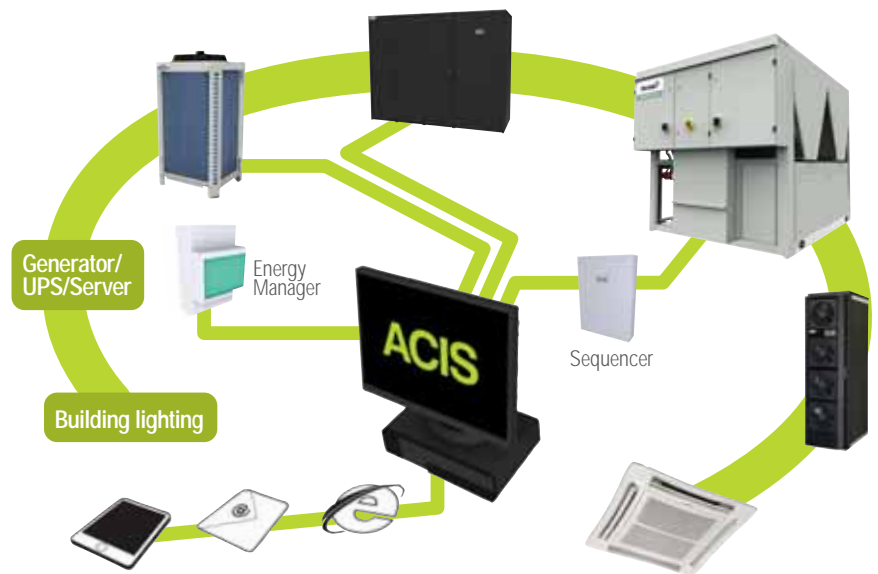 Generator/
UPS/Server
Energy
Manager
ACIS
Sequencer
Building lighting
@